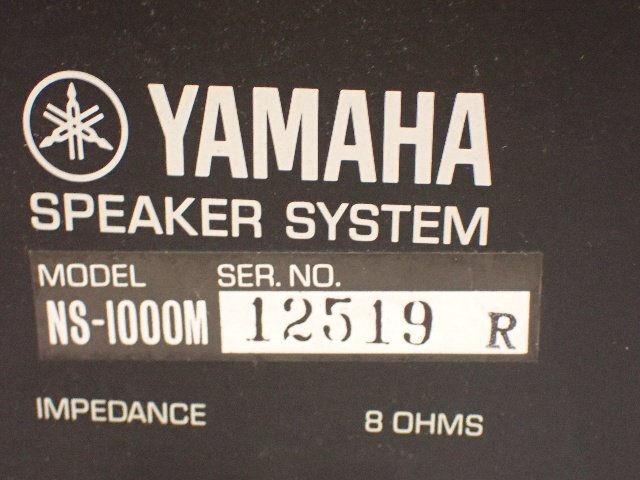 YAMAHA
SPEAKER SYSTEM
MODEL SER. NO.
NS-1000M 12519 R
IMPEDANCE 8 OHMS